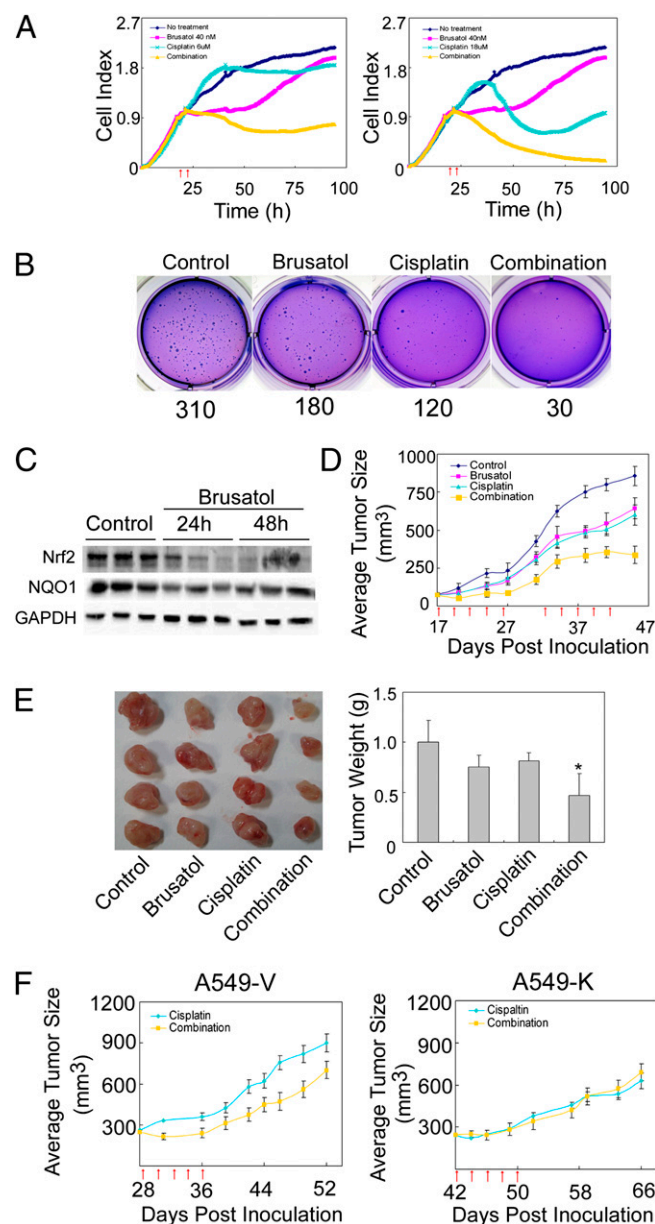 A
Cell Index
2.7
1.8
0.9
0
No treatment
Brusatol 40 nM
Cisplatin 6uM
Combination
25 50 75 100
Time (h)
Cell Index
2.7
1.8
0.9
0
No treatment
Brusatol 40nM
Cisplatin 18uM
Combination
25 50 75 100
Time (h)
B
Control Brusatol Cisplatin Combination
310 180 120 30
C
Brusatol
Control 24h 48h
Nrf2
NQO1
GAPDH
D
Average Tumor Size
(mm3)
1000
750
500
250
0
Control
Brusatol
Cisplatin
Combination
17 27 37 47
Days Post Inoculation
E
Control
Brusatol
Cisplatin
Combination
Tumor Weight (g)
1.5
1.0
0.5
0
*
Control
Brusatol
Cisplatin
Combination
F
A549-V
Average Tumor Size
(mm3)
1200
900
600
300
Cisplatin
Combination
28 36 44 52
Days Post Inoculation
A549-K
Average Tumor Size
(mm3)
1200
900
600
300
Cispaltin
Combination
42 50 58 66
Days Post Inoculation